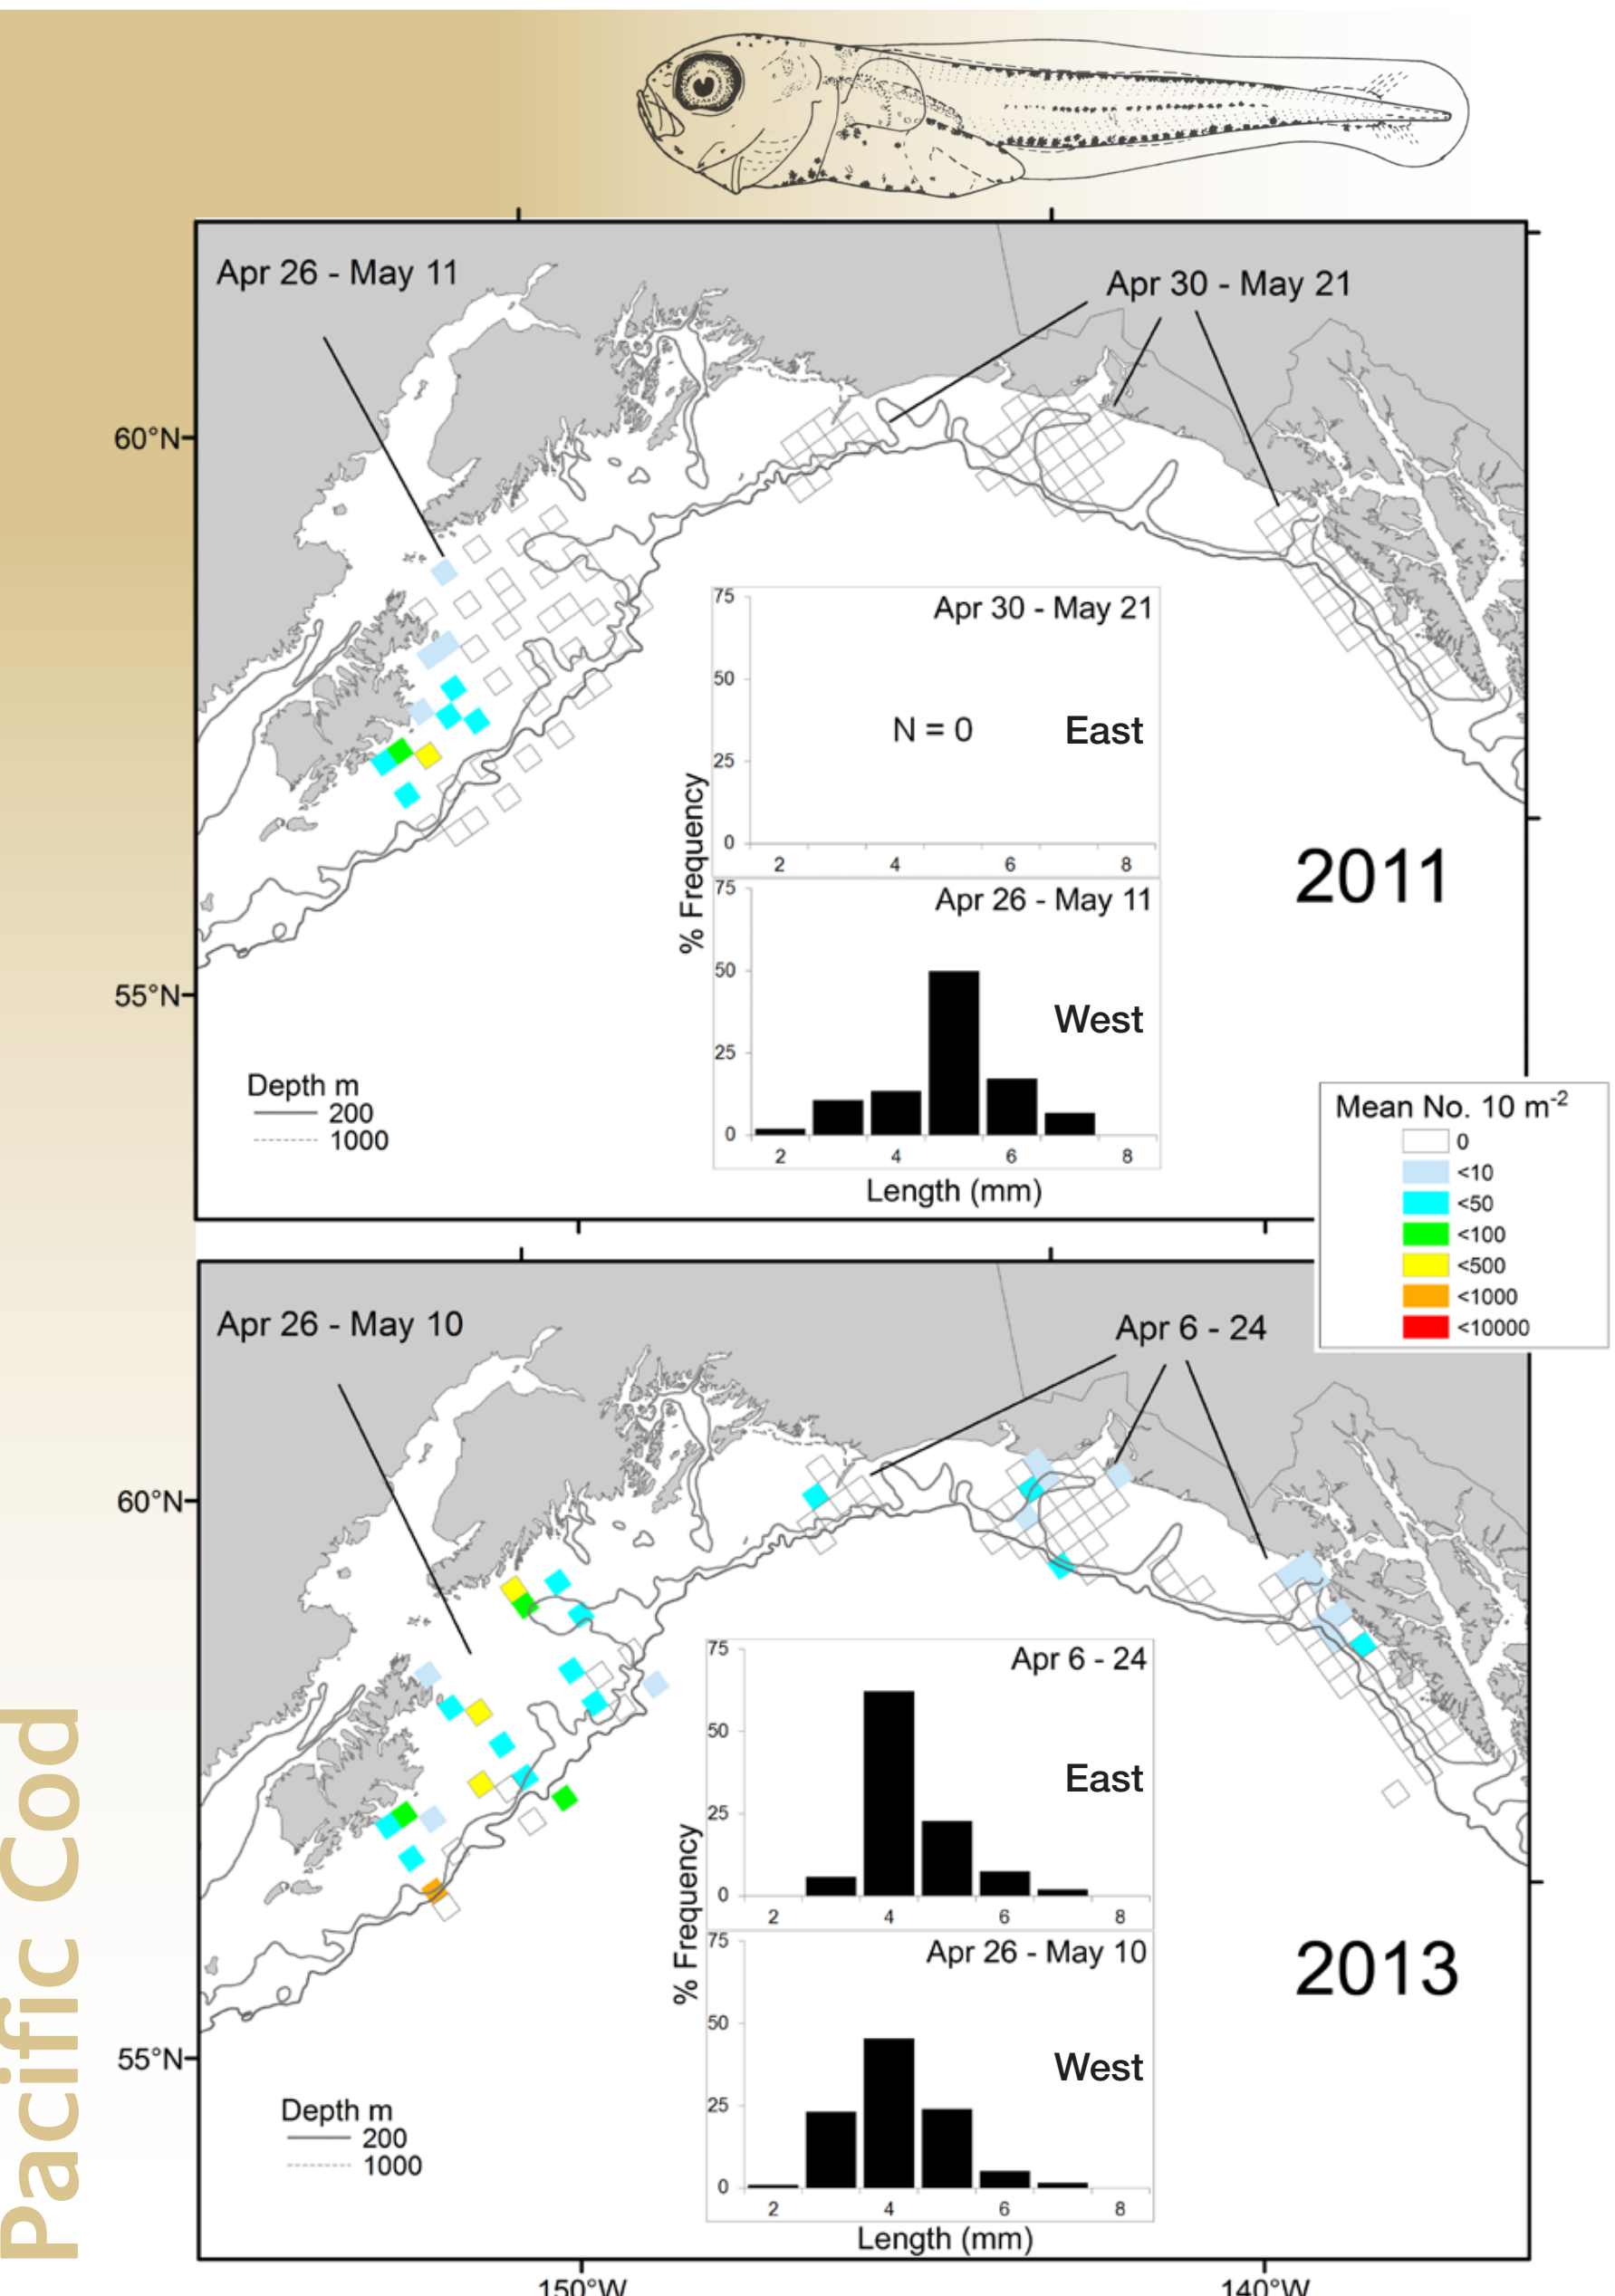 Apr 26 - May 11
Apr 30 - May 21
60°N
55°N
75
50
25
0
Apr 30 - May 21
N = 0
East
2
4
6
8
% Frequency
75
50
25
0
Apr 26 - May 11
West
2
4
6
8
Length (mm)
2011
Depth m
200
1000
Mean No. 10 m-2
0
<10
<50
<100
<500
<1000
<10000
Apr 26 - May 10
Apr 6 - 24
60°N
55°N
75
50
25
0
Apr 6 - 24
East
2
4
6
8
% Frequency
75
50
25
0
Apr 26 - May 10
West
2
4
6
8
Length (mm)
2013
Depth m
200
1000
150°W
140°W
Pacific Cod